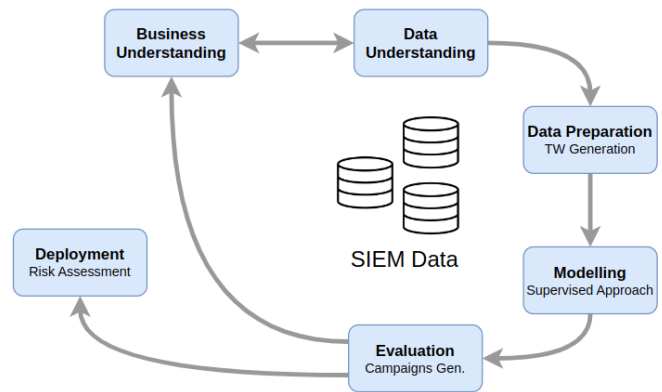 Business
Understanding
Data
Understanding
Data Preparation
TW Generation
SIEM Data
Deployment
Risk Assessment
Modelling
Supervised Approach
Evaluation
Campaigns Gen.